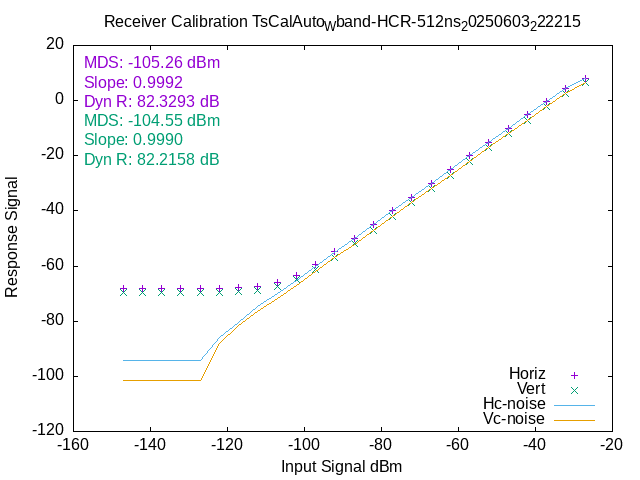 Receiver Calibration TsCalAutoWband-HCR-512ns20250603222215
MDS: -105.26 dBm
Slope: 0.9992
Dyn R: 82.3293 dB
MDS: -104.55 dBm
Slope: 0.9990
Dyn R: 82.2158 dB
20
0
-20
-40
-60
-80
-100
-120
Response Signal
Horiz
Vert
Hc-noise
Vc-noise
-160 -140 -120 -100 -80 -60 -40 -20
Input Signal dBm